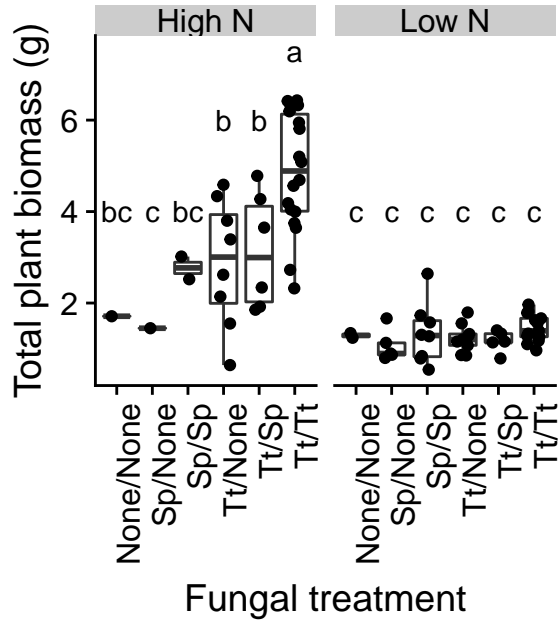 High N
Low N
Total plant biomass (g)
6
4
2
a
b b
bc c bc
c c c c c c
None/None
Sp/None
Sp/Sp
Tt/None
Tt/Sp
Tt/Tt
None/None
Sp/None
Sp/Sp
Tt/None
Tt/Sp
Tt/Tt
Fungal treatment